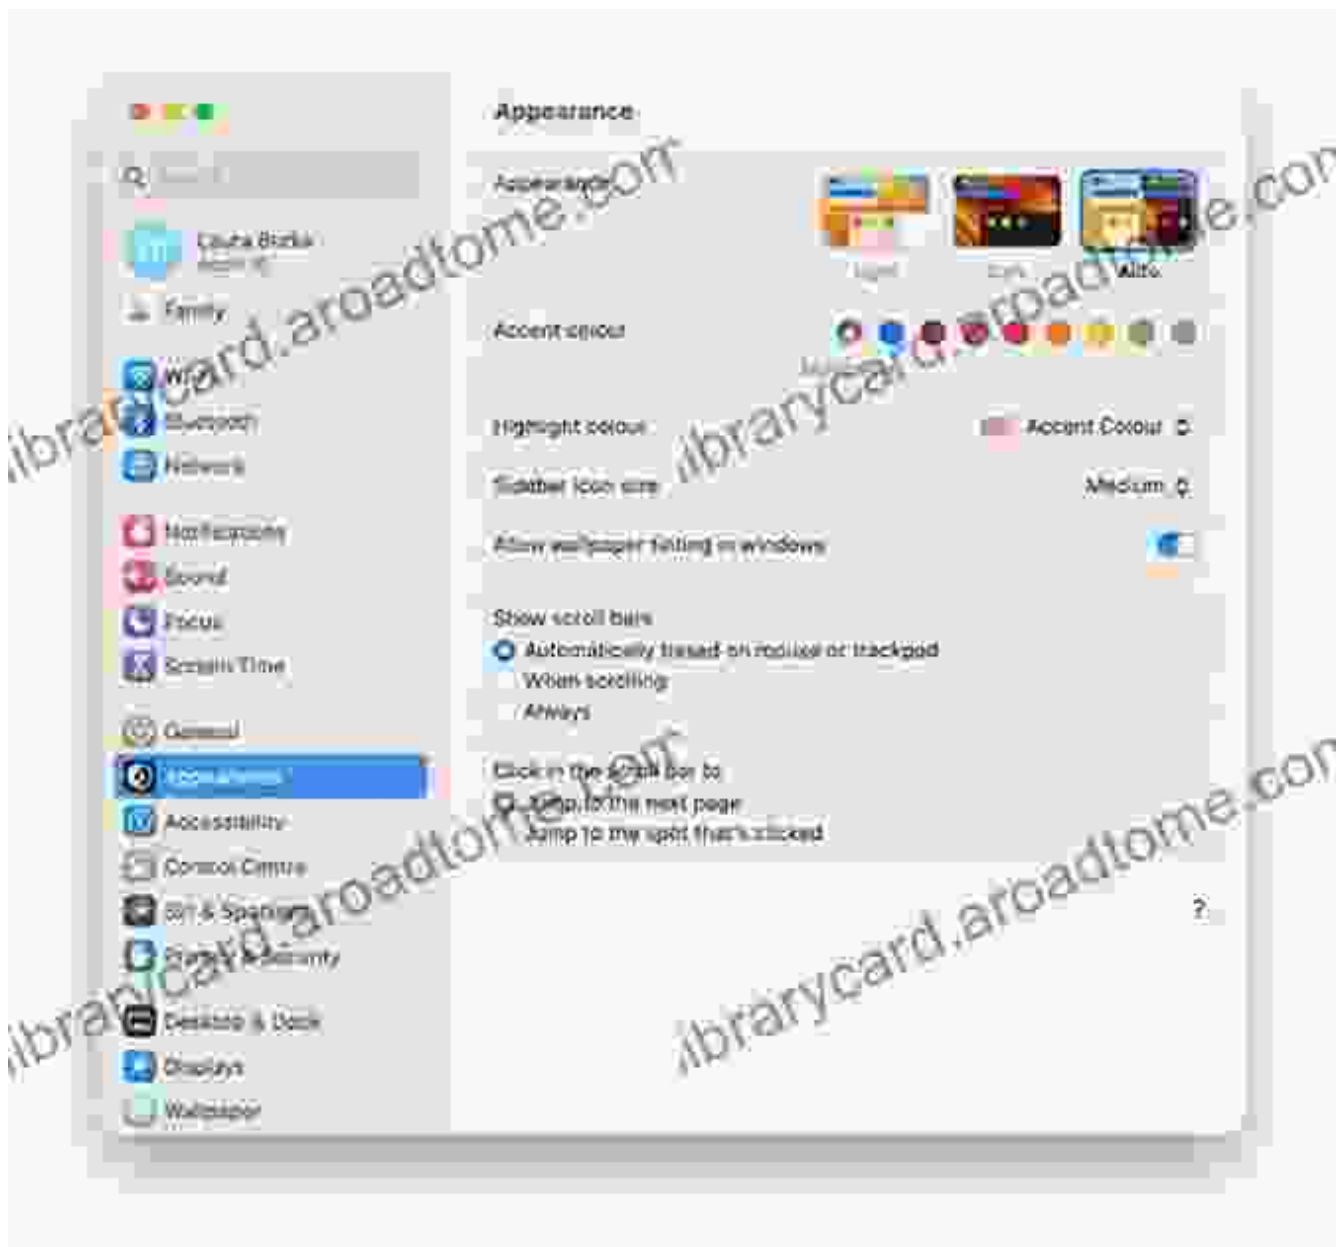 Appearance
Family
Wi-Fi
Bluetooth
Network
Notifications
Sound
Focus
Screen Time
General
Appearance
Accessibility
Control Centre
Siri & Spotlight
Privacy & Security
Desktop & Dock
Displays
Wallpaper
Appearance
Light
Auto
Accent colour
Highlight colour
Accent Colour
Sidebar icon size
Medium
Allow wallpaper tinting in windows
Show scroll bars
Automatically based on mouse or trackpad
When scrolling
Always
Click in the scroll bar to
Jump to the next page
Jump to the spot that's clicked
?
librarycard.aroadtome.com
librarycard.aroadtome.com
librarycard.aroadtome.com
librarycard.aroadtome.com